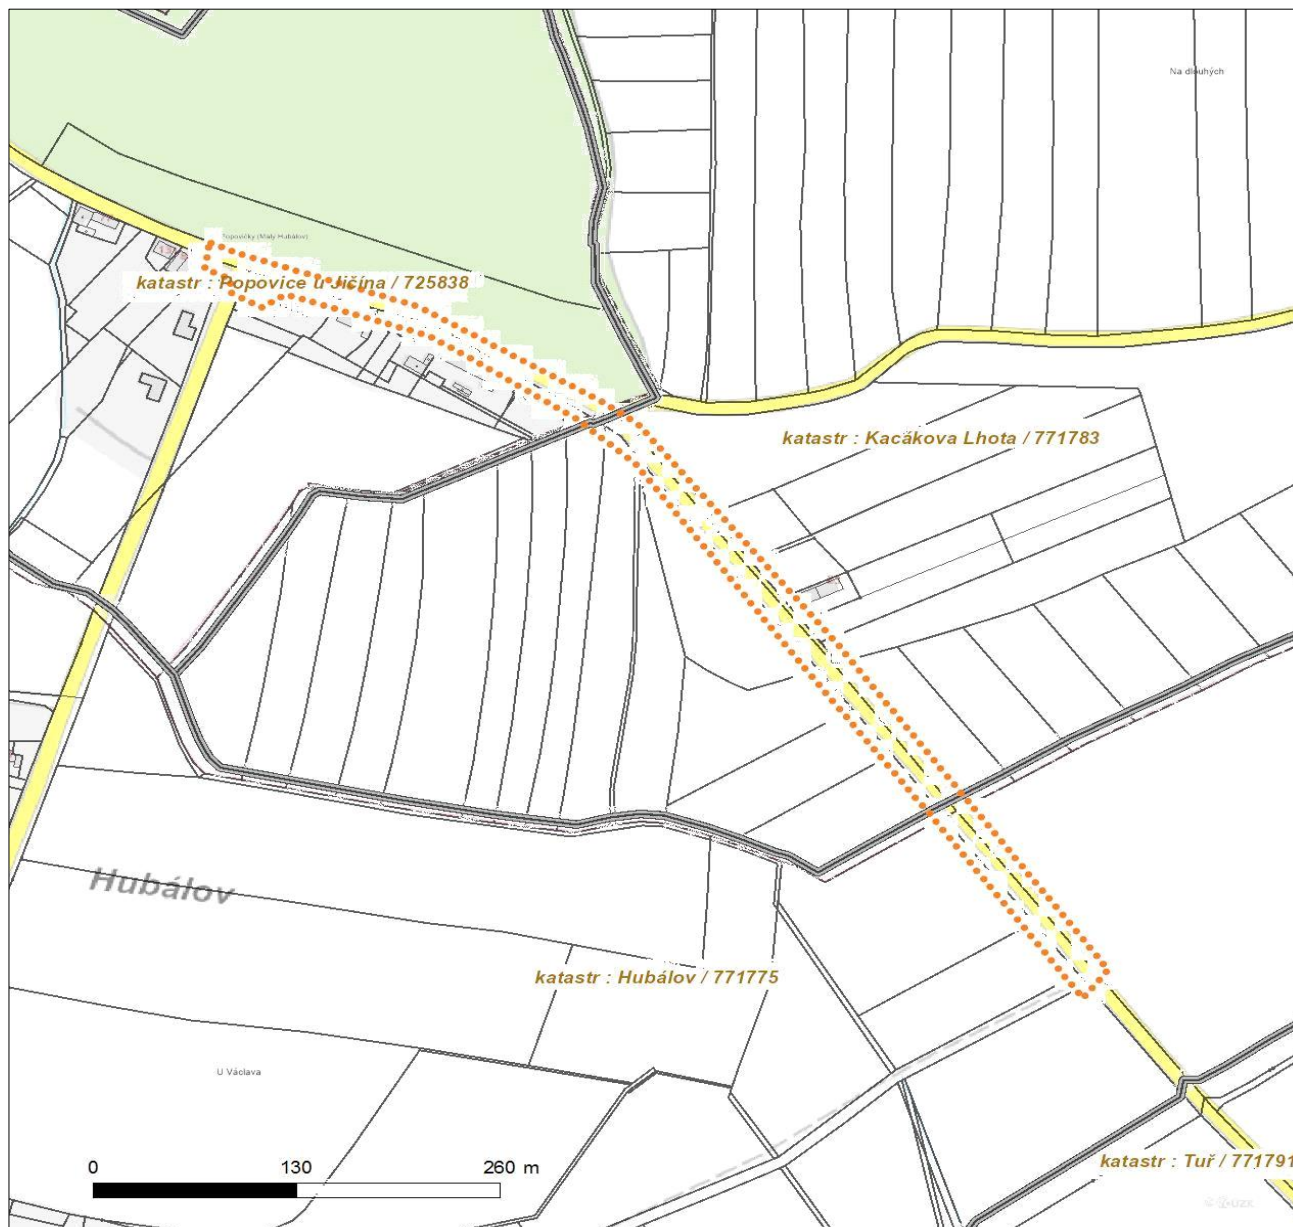 Na dlouhých
Popovičky (Malý Hubálov)
katastr : Popovice u Jičína / 725838
katastr : Kacákova Lhota / 771783
Hubálov
katastr : Hubálov / 771775
U Václava
0 130 260 m
katastr : Tuř / 771791
© ČÚZK